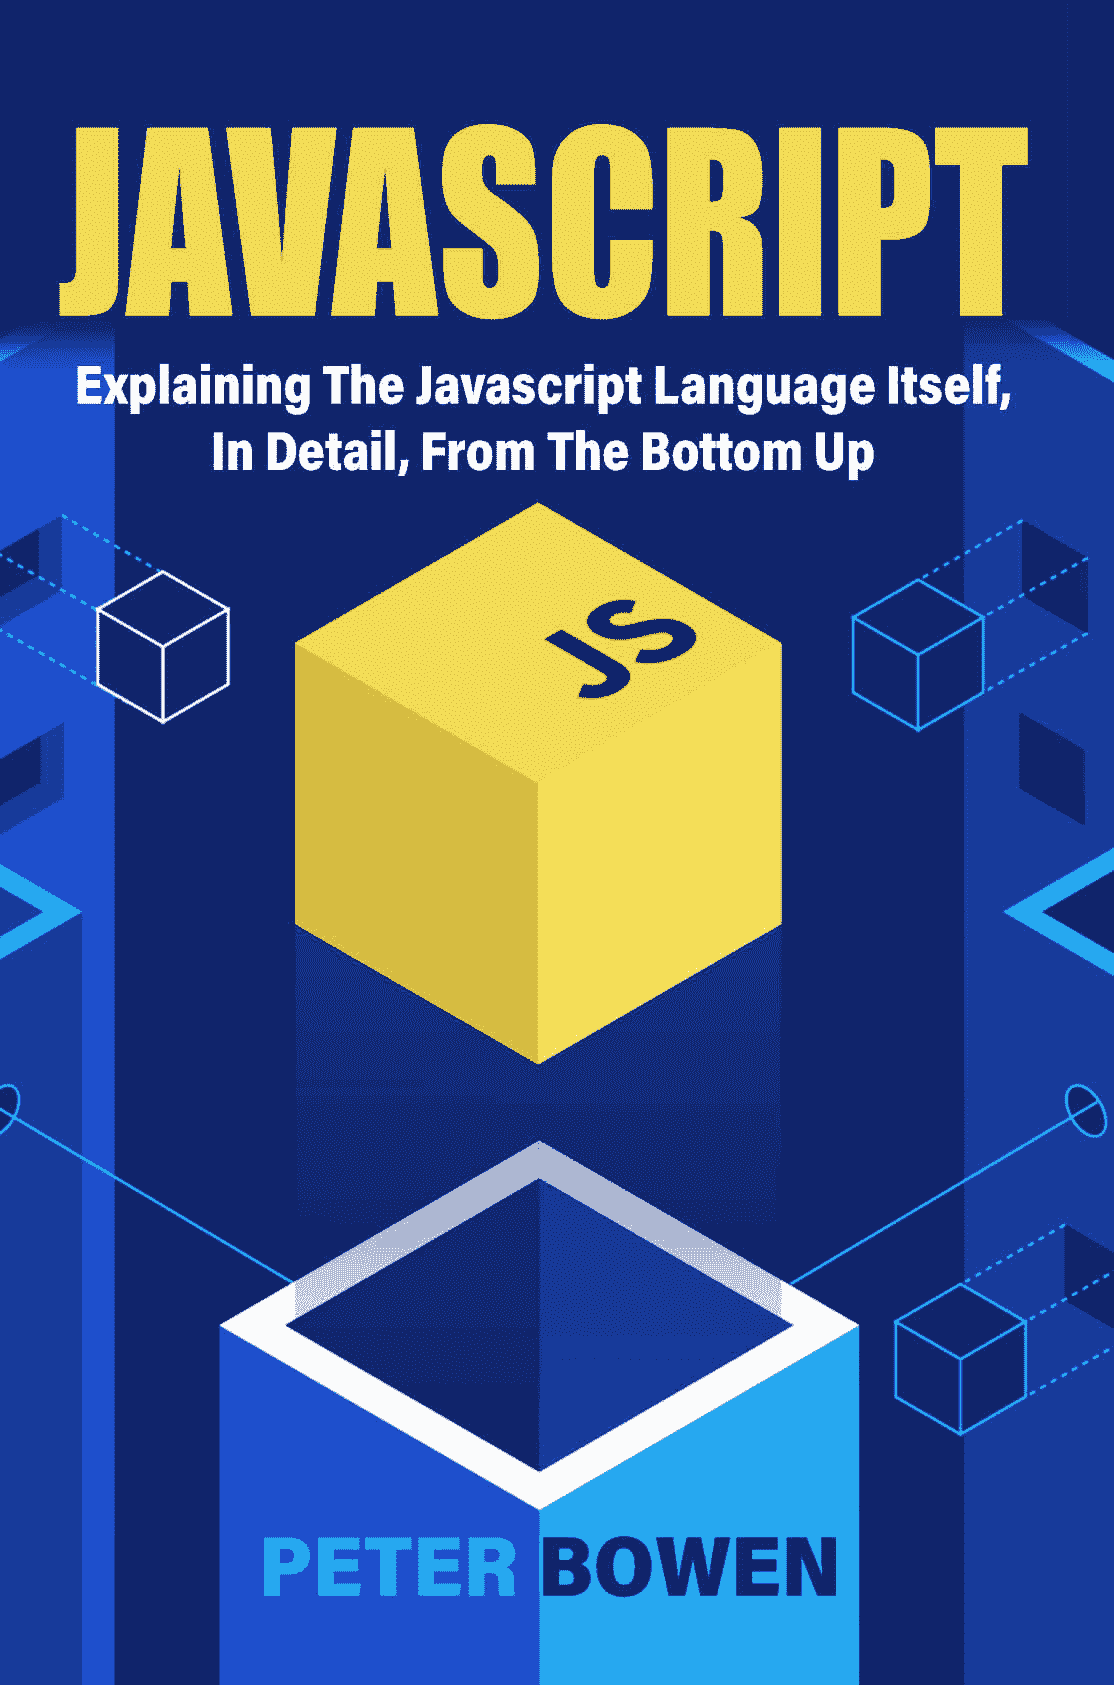 JAVASCRIPT
Explaining The Javascript Language Itself,
In Detail, From The Bottom Up
JS
PETER BOWEN